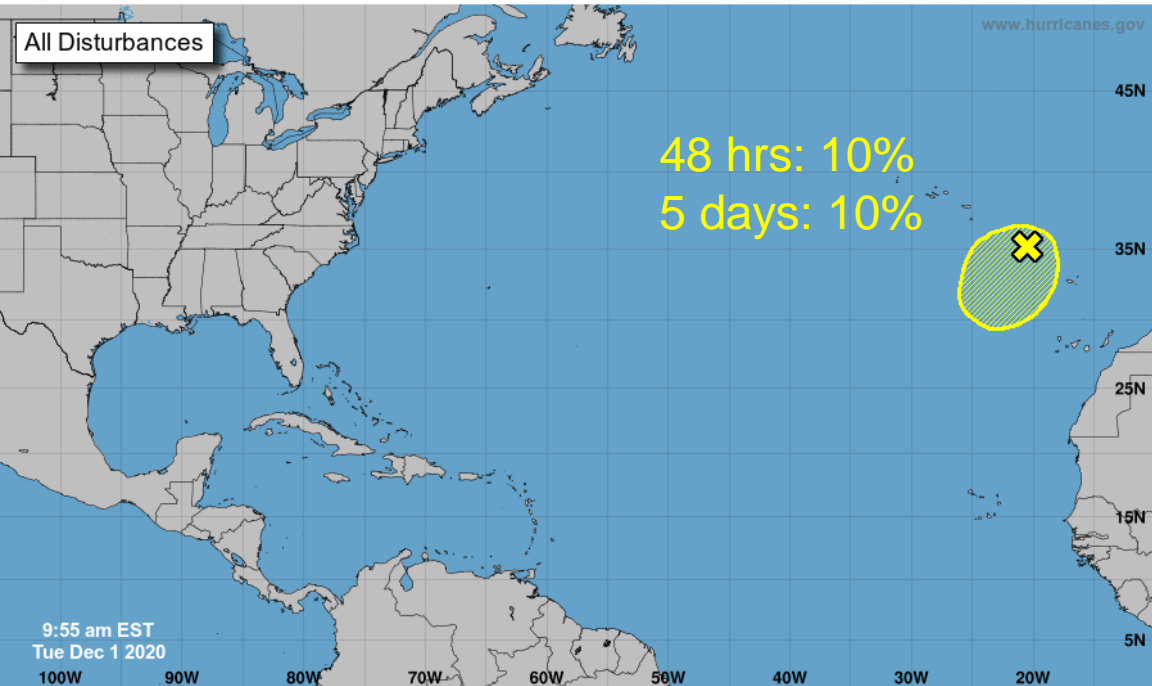 All Disturbances
www.hurricanes.gov
45N
48 hrs: 10%
5 days: 10%
35N
25N
15N
9:55 am EST
Tue Dec 1 2020
5N
100W 90W 80W 70W 60W 50W 40W 30W 20W